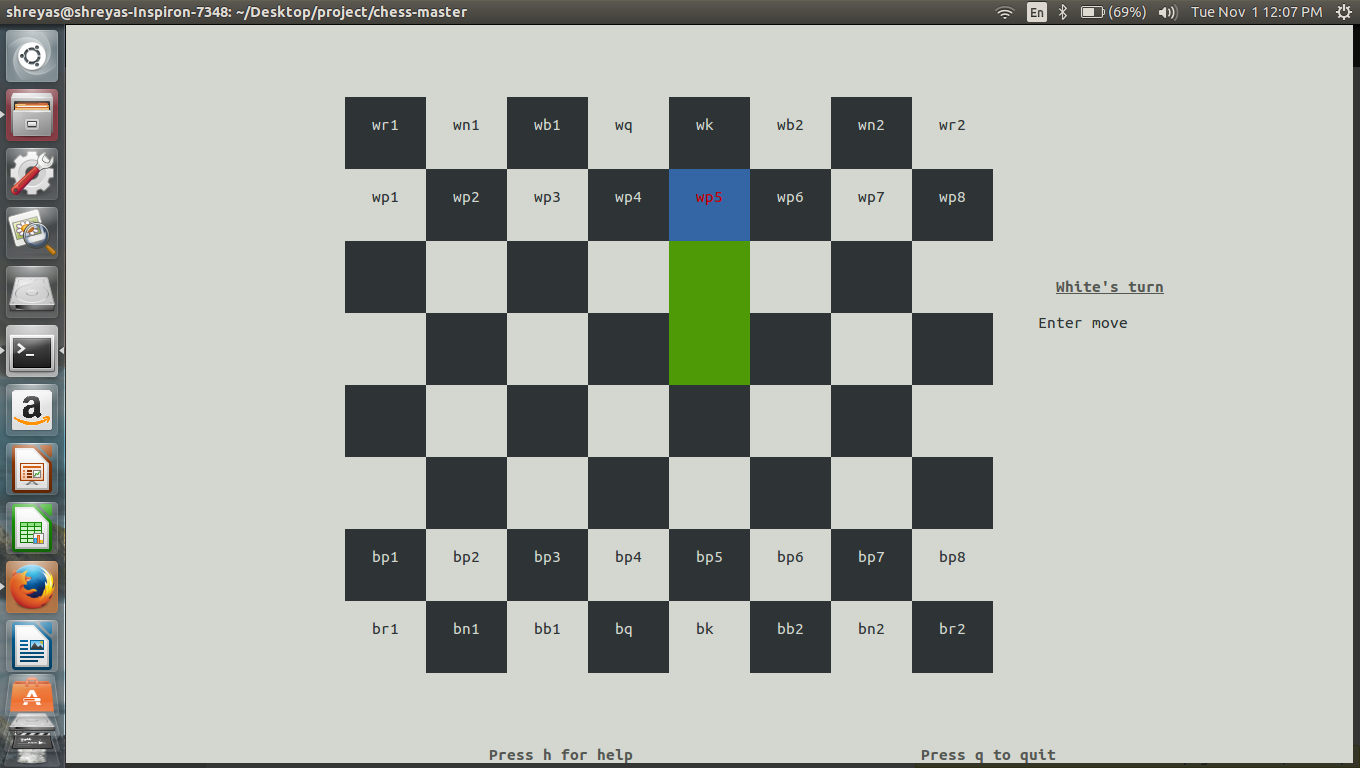 shreyas@shreyas-Inspiron-7348: ~/Desktop/project/chess-master En (69%) Tue Nov 1 12:07 PM
wr1 wn1 wb1 wq wk wb2 wn2 wr2
wp1 wp2 wp3 wp4 wp5 wp6 wp7 wp8
White's turn
Enter move
bp1 bp2 bp3 bp4 bp5 bp6 bp7 bp8
br1 bn1 bb1 bq bk bb2 bn2 br2
Press h for help Press q to quit